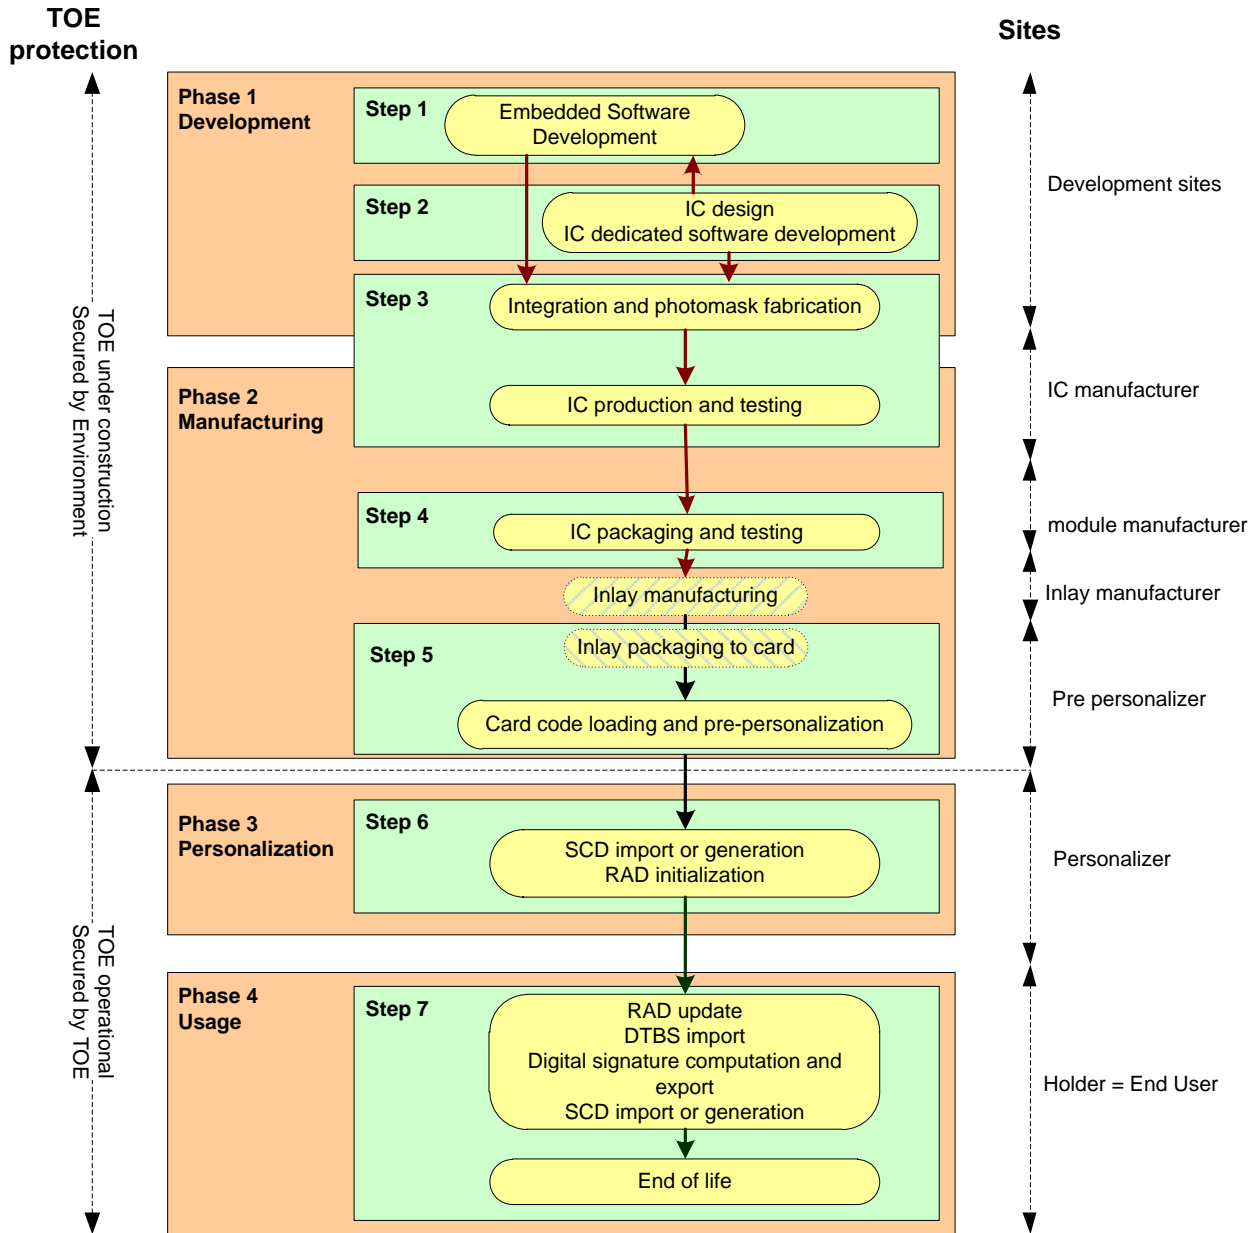 TOE
protection
Sites
Phase 1
Development
Step 1
Embedded Software
Development
Step 2
IC design
IC dedicated software development
Development sites
Step 3
Integration and photomask fabrication
TOE under construction
Secured by Environment
IC manufacturer
Phase 2
Manufacturing
IC production and testing
Step 4
IC packaging and testing
module manufacturer
Inlay manufacturing
Inlay manufacturer
Step 5
Inlay packaging to card
Card code loading and pre-personalization
Pre personalizer
Phase 3
Personalization
Step 6
SCD import or generation
RAD initialization
Personalizer
TOE operational
Secured by TOE
Phase 4
Usage
Step 7
RAD update
DTBS import
Digital signature computation and
export
SCD import or generation
Holder = End User
End of life